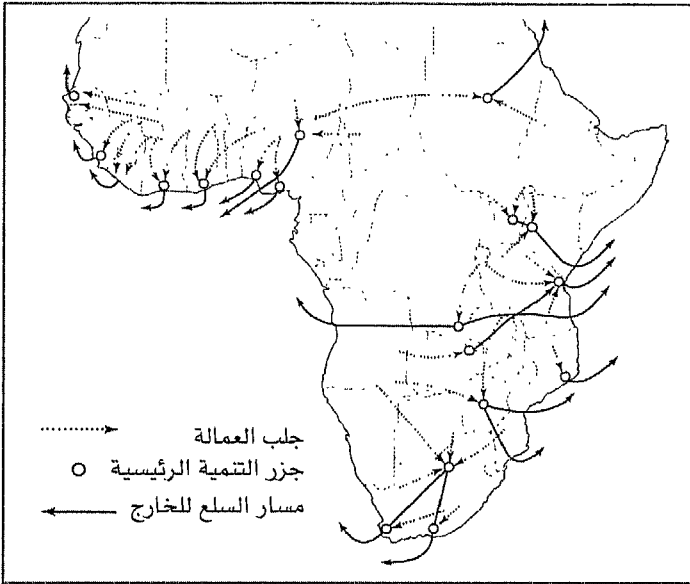 جلب العمالة
جزر التنمية الرئيسية
مسار السلع للخارج